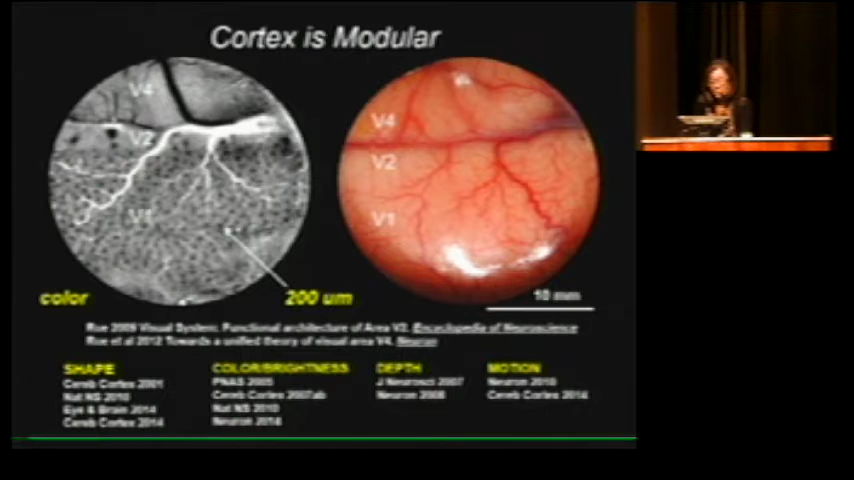 Cortex is Modular
V4
V2
V1
V4
V2
V1
color
200 um
10 mm
Roe 2009 Visual System: Functional architecture of Area V2. Encyclopedia of Neuroscience
Roe et al 2012 Towards a unified theory of visual area V4. Neuron
SHAPE
Cereb Cortex 2001
Nat NS 2010
Eye & Brain 2014
Cereb Cortex 2014
COLOR/BRIGHTNESS
PNAS 2005
Cereb Cortex 2007ab
Nat NS 2010
Neuron 2014
DEPTH
J Neurosci 2007
Neuron 2008
MOTION
Neuron 2010
Cereb Cortex 2014